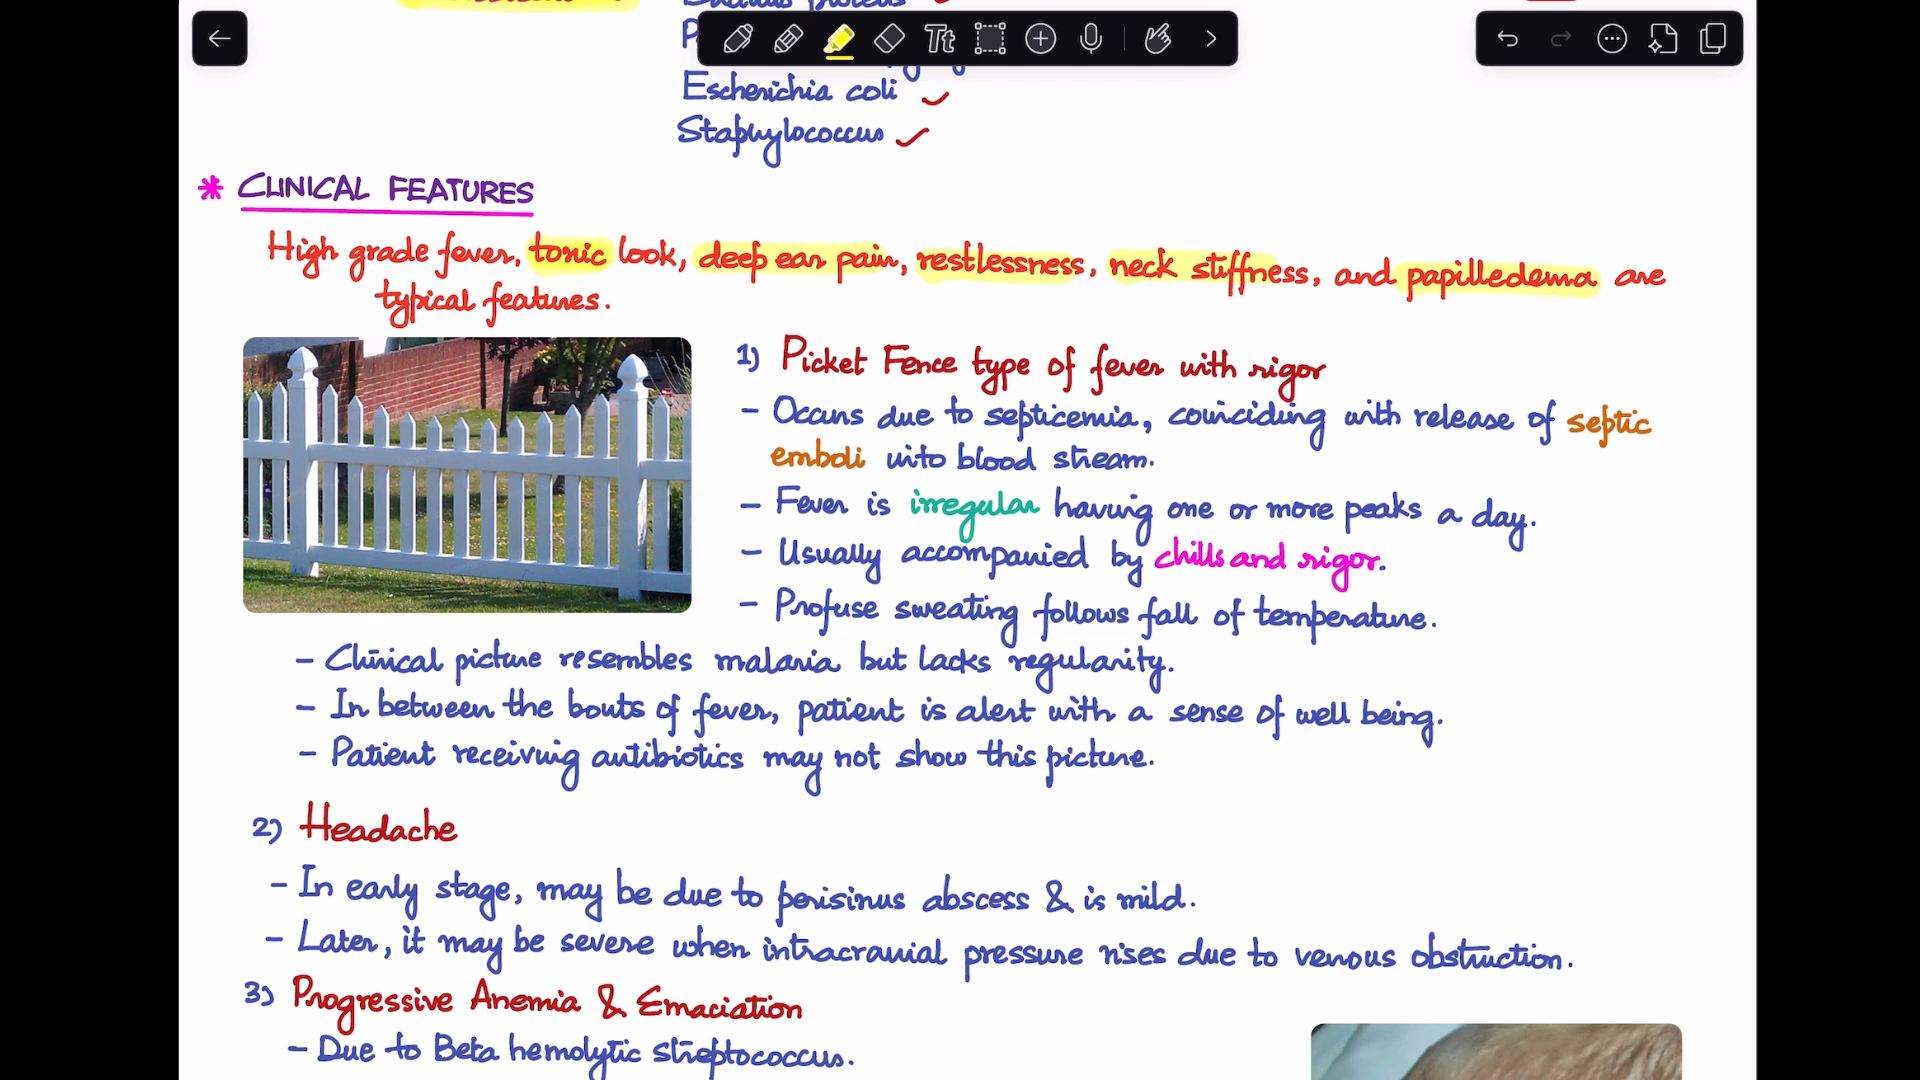 Escherichia coli
Staphylococcus
* CLINICAL FEATURES
High grade fever, tonic look, deep ear pain, restlessness, neck stiffness, and papilledema are
typical features.
1) Picket Fence type of fever with rigor
- Occurs due to septicemia, coinciding with release of septic
emboli into blood stream.
- Fever is irregular having one or more peaks a day.
- Usually accompanied by chills and rigor.
- Profuse sweating follows fall of temperature.
- Clinical picture resembles malaria but lacks regularity.
- In between the bouts of fever, patient is alert with a sense of well being.
- Patient receiving antibiotics may not show this picture.
2) Headache
- In early stage, may be due to perisinus abscess & is mild.
- Later, it may be severe when intracranial pressure rises due to venous obstruction.
3) Progressive Anemia & Emaciation
- Due to Beta hemolytic streptococcus.